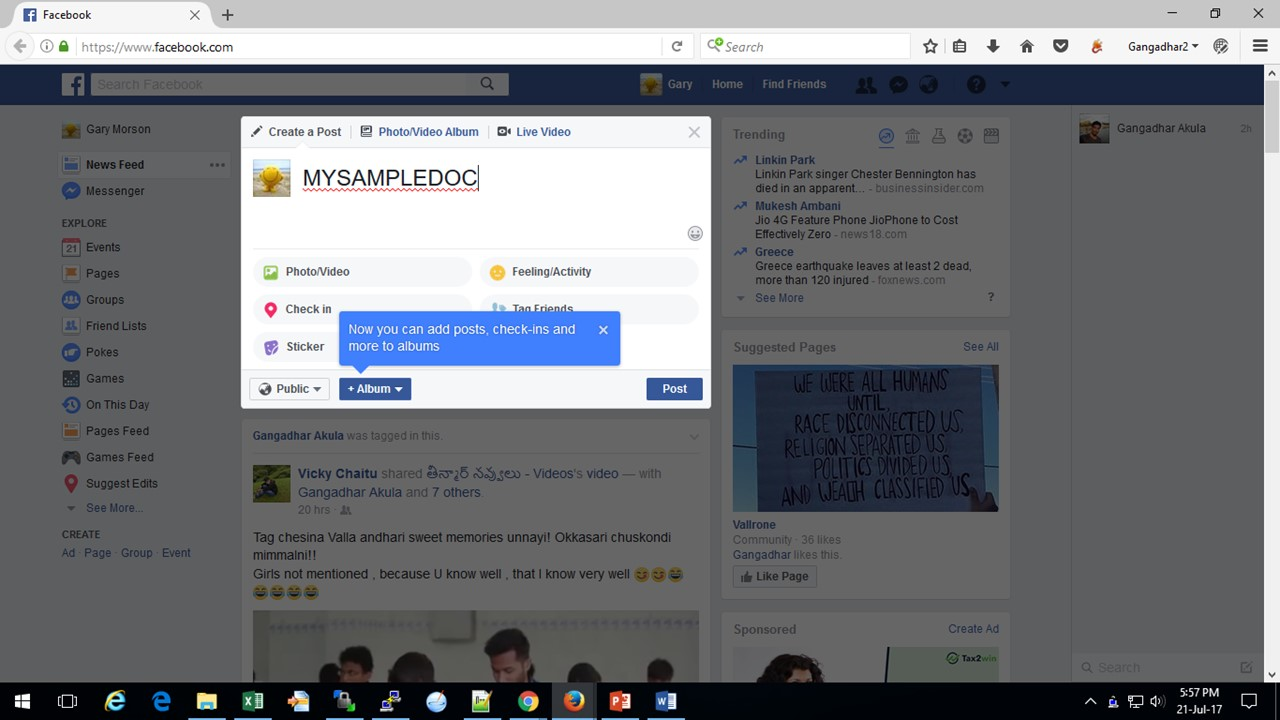 Facebook
https://www.facebook.com
Search
Gangadhar2
Search Facebook
Gary
Home
Find Friends
Gary Morson
News Feed
Messenger
EXPLORE
21
Events
Pages
Groups
Friend Lists
Pokes
Games
On This Day
Pages Feed
Games Feed
Suggest Edits
See More...
CREATE
Ad · Page · Group · Event
Create a Post
Photo/Video Album
Live Video
MYSAMPLEDOC
Photo/Video
Feeling/Activity
Check in
Tag Friends
Sticker
Now you can add posts, check-ins and
more to albums
Public
+ Album
Post
Gangadhar Akula was tagged in this.
Vicky Chaitu shared తీన్మార్ నవ్వులు - Videos's video — with
Gangadhar Akula and 7 others.
20 hrs ·
Tag chesina Valla andhari sweet memories unnayi! Okkasari chuskondi
mimmalni!!
Girls not mentioned , because U know well , that I know very well 😅😅😂
😂😂😂😂
Trending
Linkin Park
Linkin Park singer Chester Bennington has
died in an apparent... - businessinsider.com
Mukesh Ambani
Jio 4G Feature Phone JioPhone to Cost
Effectively Zero - news18.com
Greece
Greece earthquake leaves at least 2 dead,
more than 120 injured - foxnews.com
See More
?
Suggested Pages
See All
WE WERE ALL HUMANS
UNTIL,
RACE DISCONNECTED US,
RELIGION SEPARATED US
POLITICS DIVIDED US
AND WEALTH CLASSIFIED US.
Vallrone
Community · 36 likes
Gangadhar likes this.
Like Page
Sponsored
Create Ad
Tax2win
Gangadhar Akula
2h
Search
5:57 PM
21-Jul-17